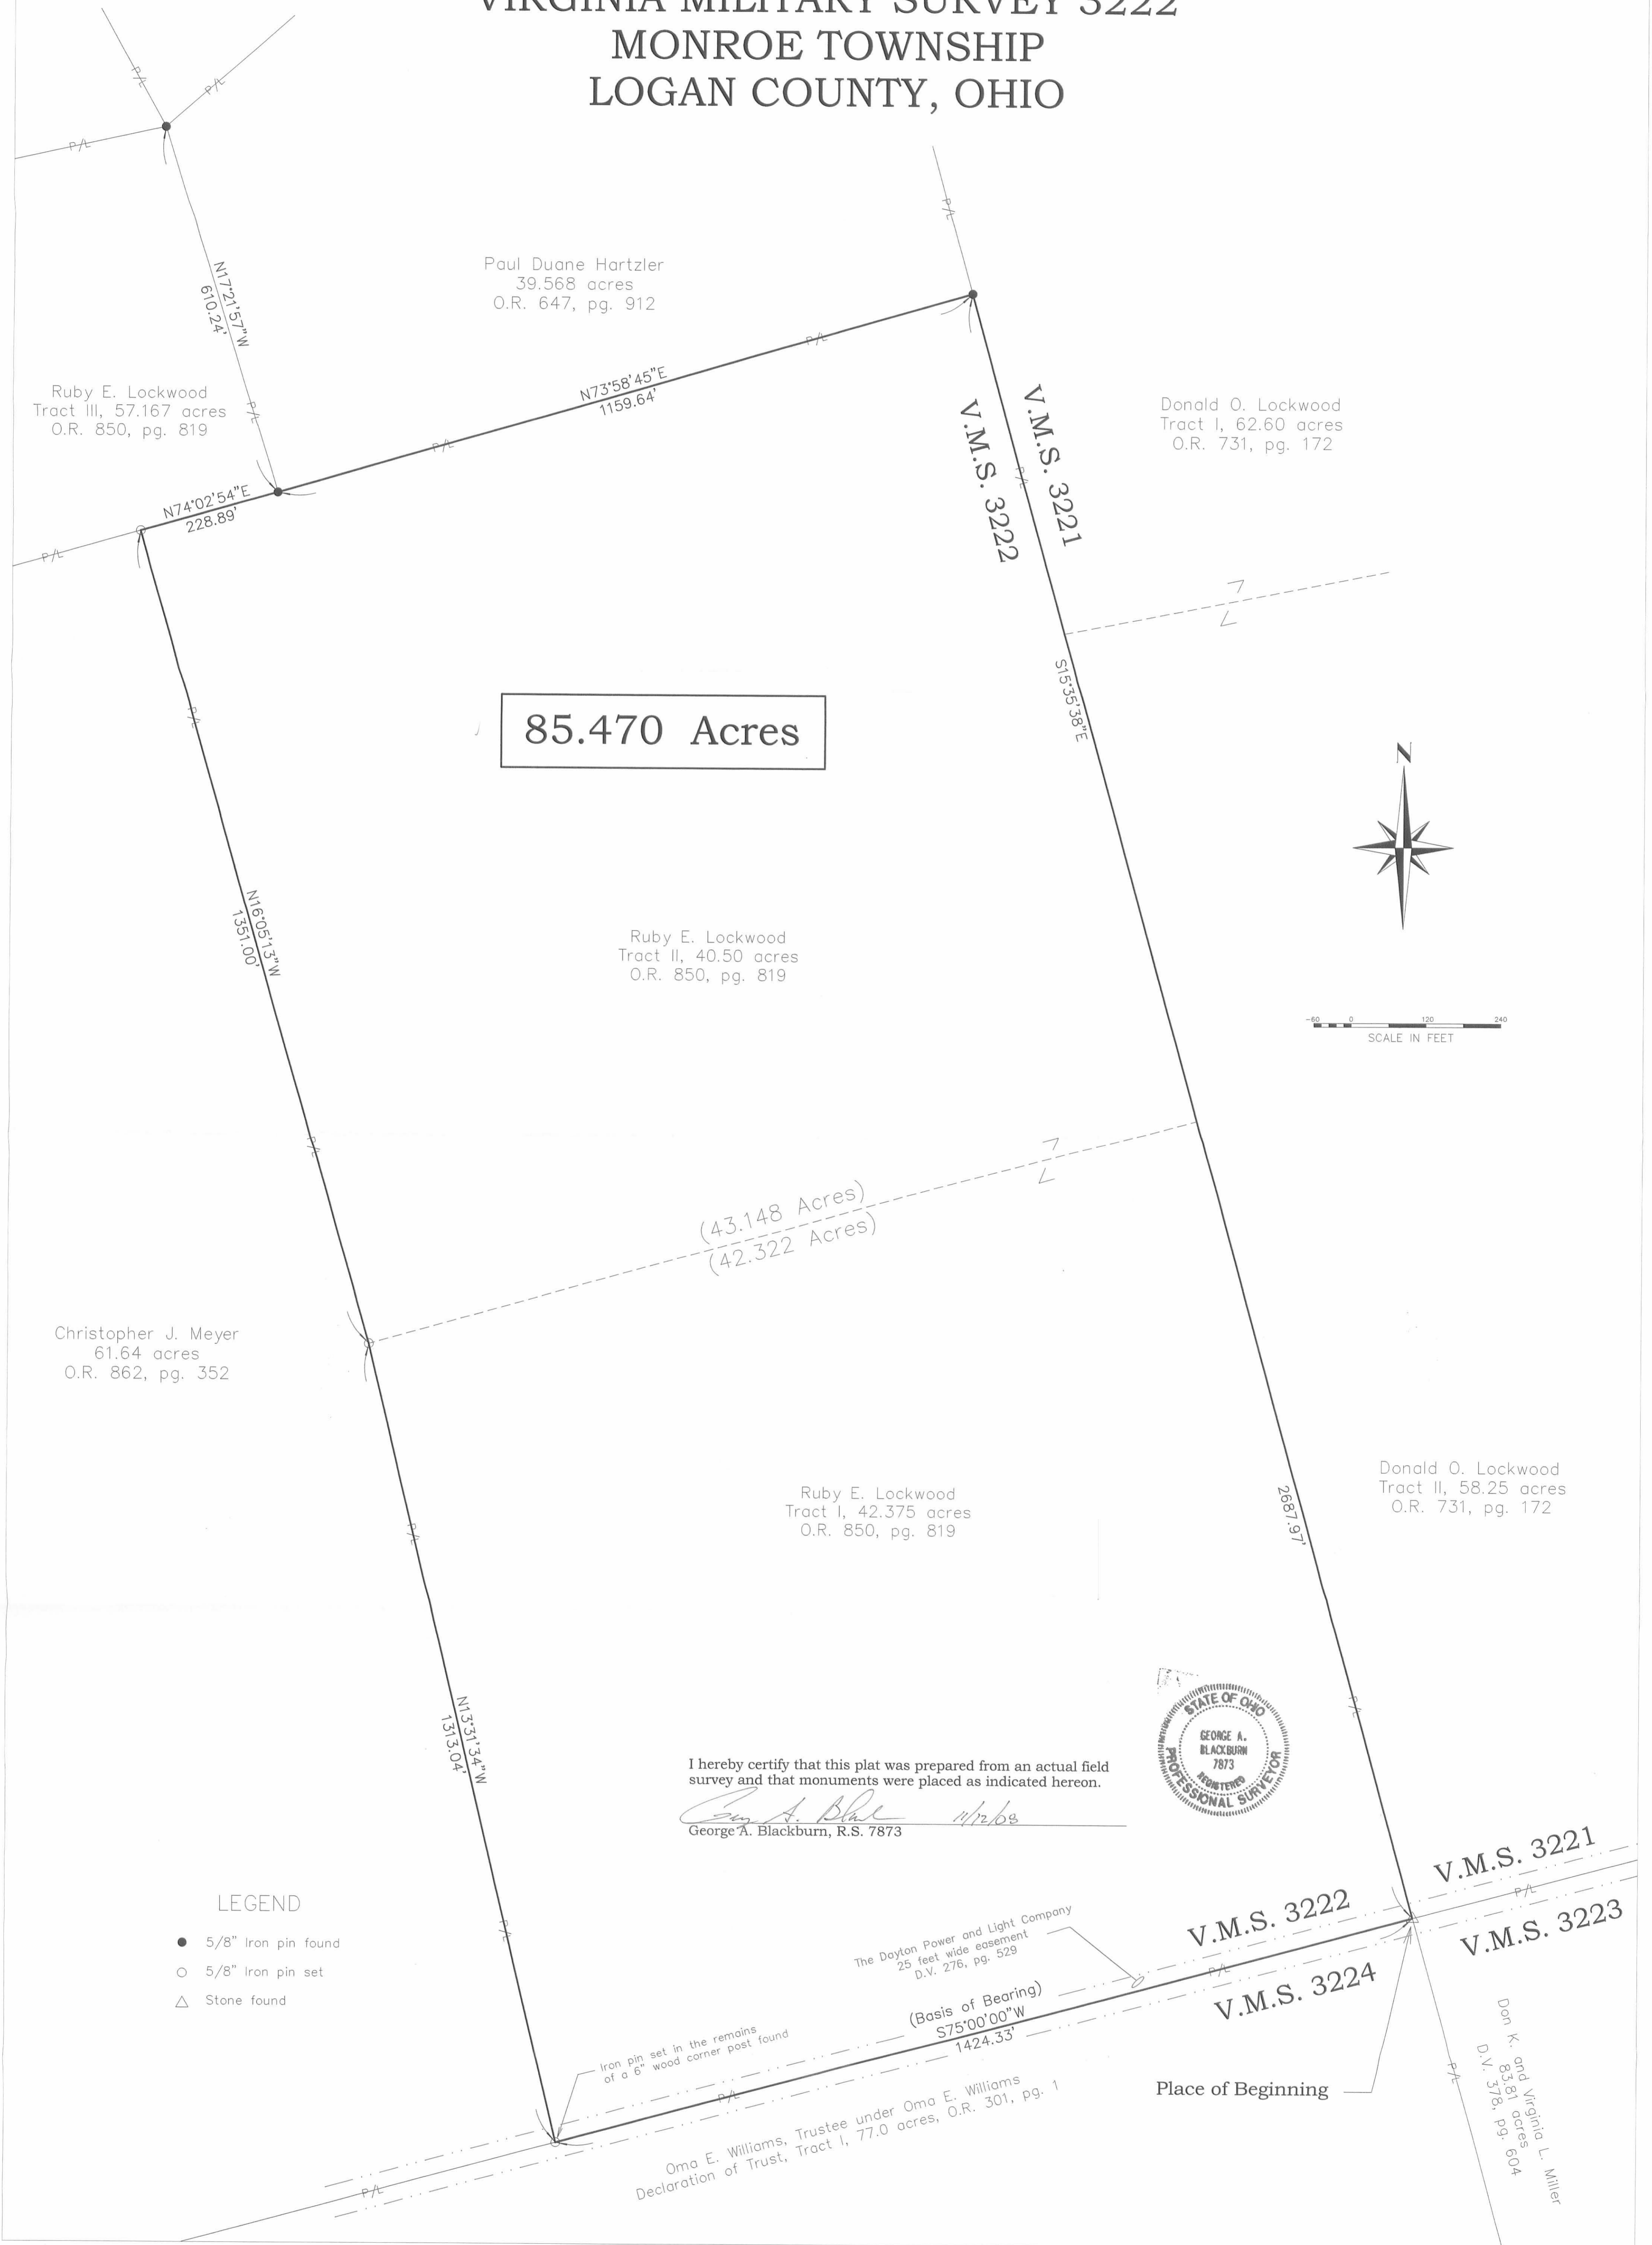 VIRGINIA MILITARY SURVEY 3222
MONROE TOWNSHIP
LOGAN COUNTY, OHIO
P/L
P/L
P/L
P/L
N17°21'57"W
610.24'
P/L
Paul Duane Hartzler
39.568 acres
O.R. 647, pg. 912
Ruby E. Lockwood
Tract III, 57.167 acres
O.R. 850, pg. 819
N73°58'45"E
1159.64'
P/L
P/L
V.M.S. 3221
V.M.S. 3222
P/L
Donald O. Lockwood
Tract I, 62.60 acres
O.R. 731, pg. 172
N74°02'54"E
228.89'
P/L
S15°35'38"E
85.470 Acres
P/L
N
N16°05'13"W
1351.00'
Ruby E. Lockwood
Tract II, 40.50 acres
O.R. 850, pg. 819
-60 0 120 240
SCALE IN FEET
P/L
(43.148 Acres)
(42.322 Acres)
Christopher J. Meyer
61.64 acres
O.R. 862, pg. 352
Ruby E. Lockwood
Tract I, 42.375 acres
O.R. 850, pg. 819
2687.97'
Donald O. Lockwood
Tract II, 58.25 acres
O.R. 731, pg. 172
P/L
N13°31'34"W
1313.04'
P/L
STATE OF OHIO
GEORGE A.
BLACKBURN
7873
REGISTERED
PROFESSIONAL SURVEYOR
I hereby certify that this plat was prepared from an actual field
survey and that monuments were placed as indicated hereon.
11/12/08
George A. Blackburn, R.S. 7873
LEGEND
5/8" Iron pin found
5/8" Iron pin set
Stone found
P/L
The Dayton Power and Light Company
25 feet wide easement
D.V. 276, pg. 529
V.M.S. 3222
V.M.S. 3221
P/L
V.M.S. 3223
V.M.S. 3224
P/L
(Basis of Bearing)
S75°00'00"W
1424.33'
Iron pin set in the remains
of a 6" wood corner post found
P/L
Place of Beginning
Oma E. Williams, Trustee under Oma E. Williams
Declaration of Trust, Tract I, 77.0 acres, O.R. 301, pg. 1
P/L
P/L
Don K. and Virginia L. Miller
83.81 acres
D.V. 378, pg. 604